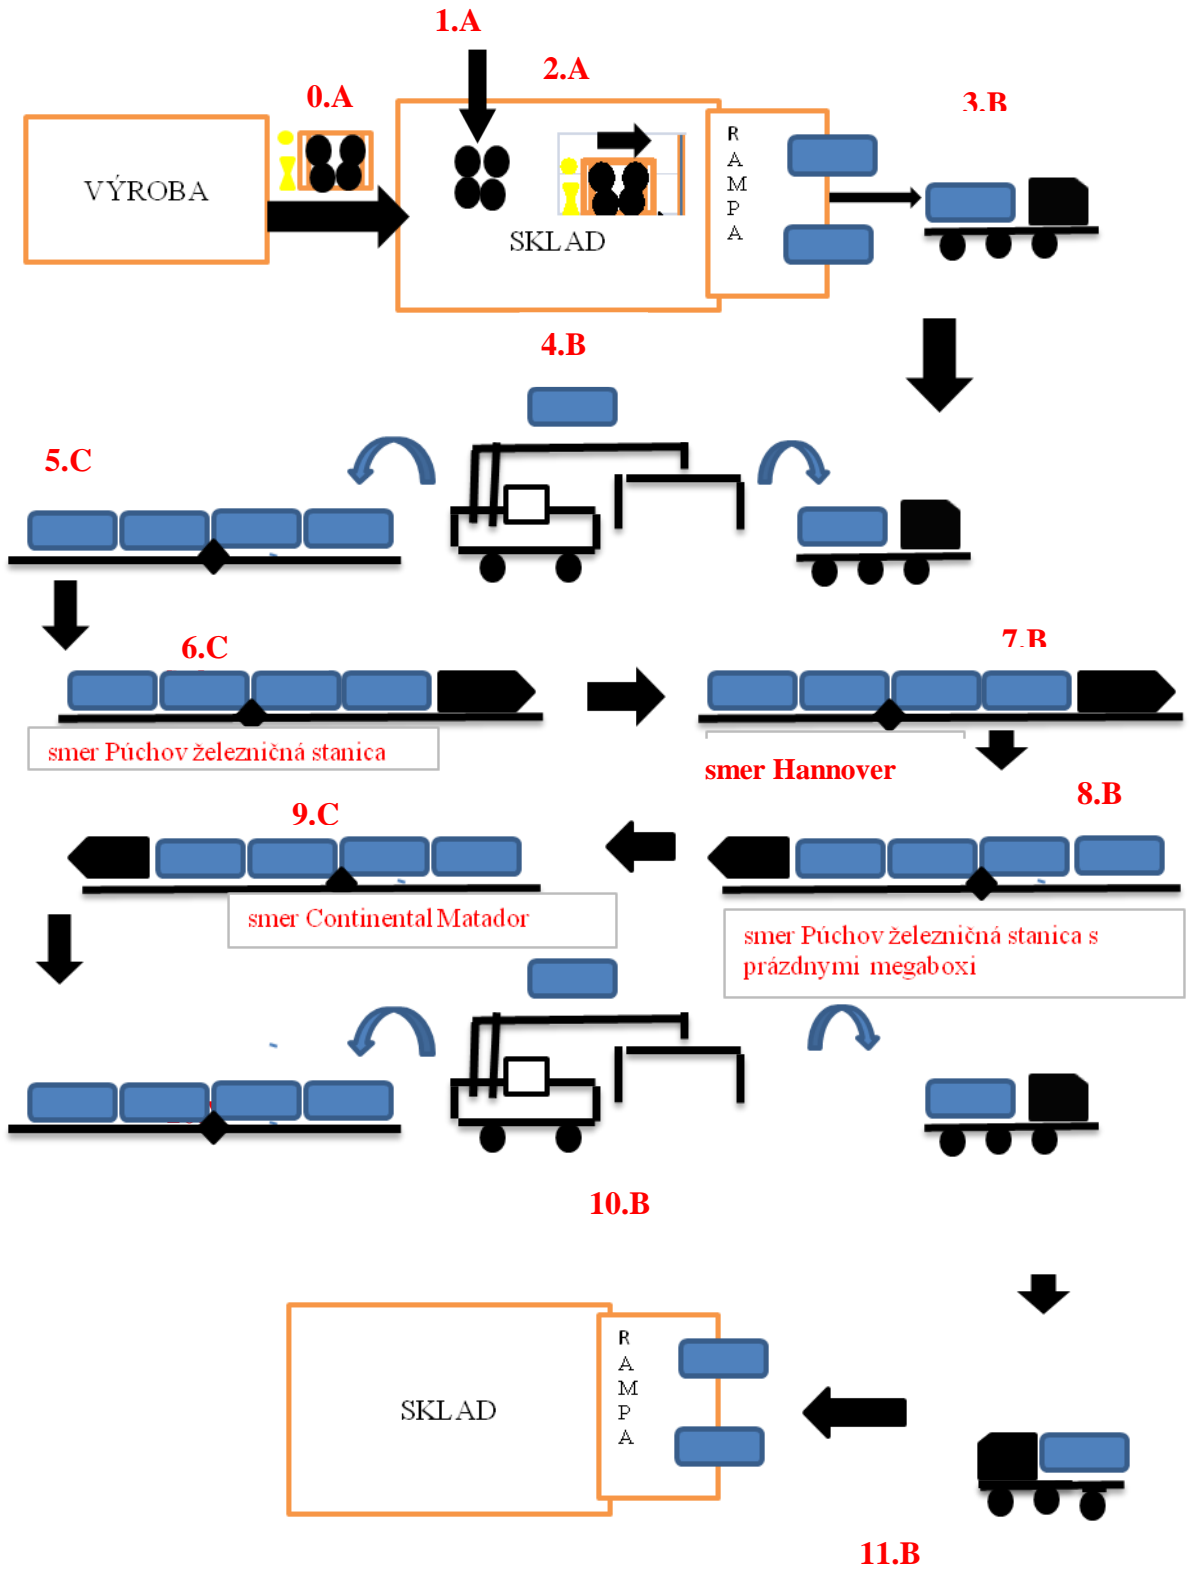 1.A
2.A
0.A
3.B
VÝROBA
R
A
M
P
A
SKLAD
4.B
5.C
6.C
7.B
smer Púchov železničná stanica
smer Hannover
8.B
9.C
smer Continental Matador
smer Púchov železničná stanica s
prázdnymi megaboxi
10.B
R
A
M
P
A
SKLAD
11.B